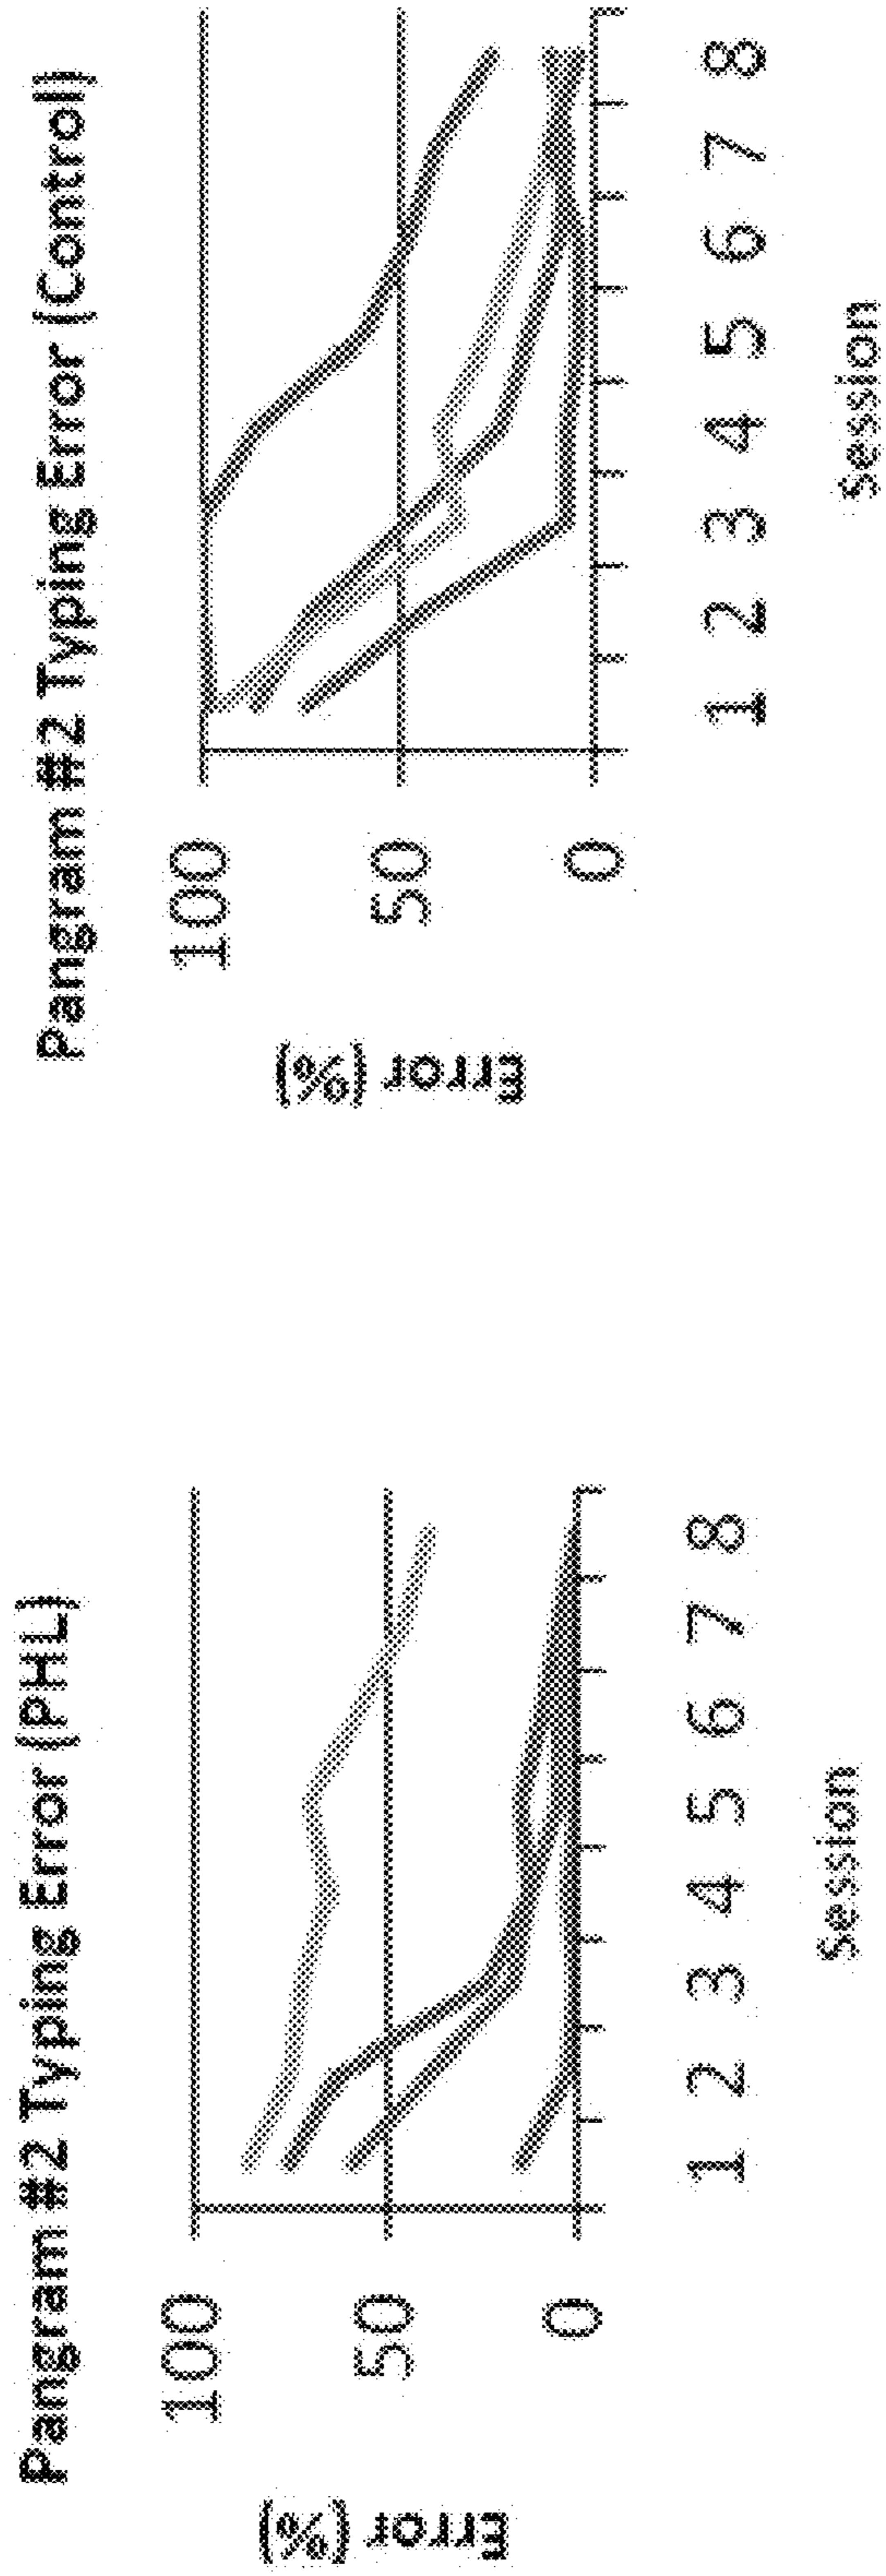 Pangram #2 Typing Error (PHL)
Error (%)
100
50
0
1 2 3 4 5 6 7 8
Session
Pangram #2 Typing Error (Control)
Error (%)
100
50
0
1 2 3 4 5 6 7 8
Session